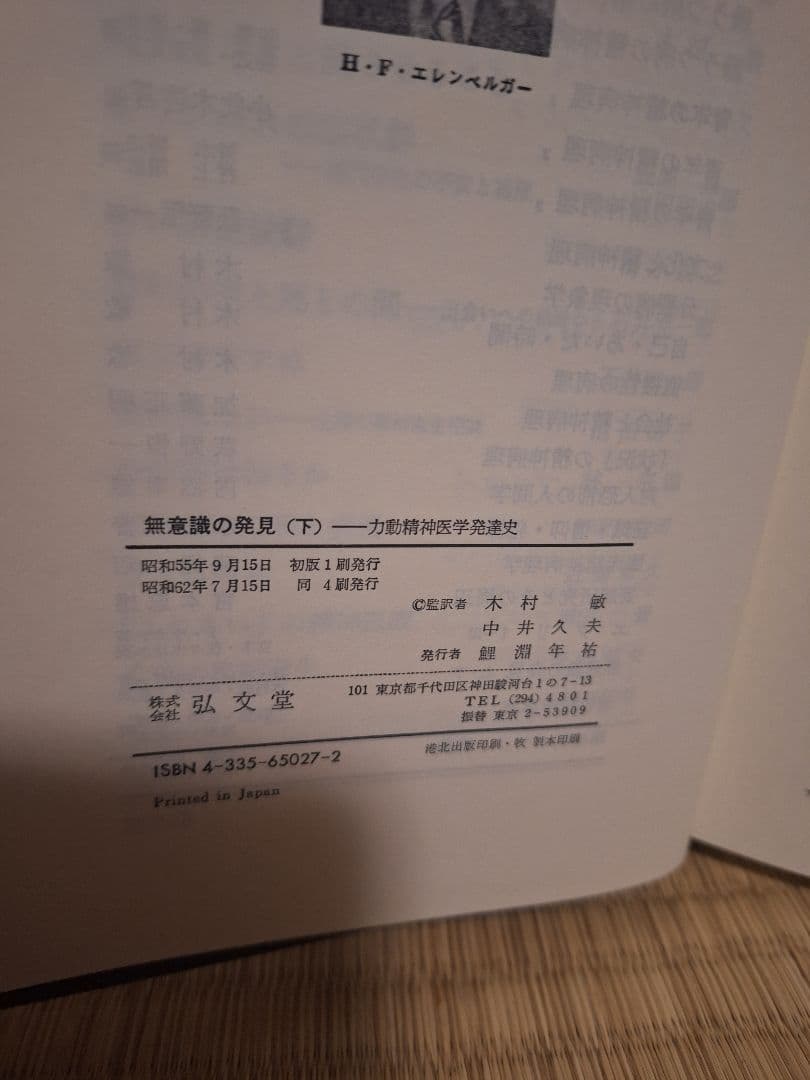 H・F・エレンベルガー
無意識の発見（下）――力動精神医学発達史
昭和55年9月15日　初版1刷発行
昭和62年7月15日　同　4刷発行
©監訳者　木村　敏
中井久夫
発行者　鯉淵年祐
株式会社　弘文堂
101 東京都千代田区神田駿河台1の7-13
TEL (294) 4801
振替 東京 2-53909
ISBN 4-335-65027-2
港北出版印刷・牧 製本印刷
Printed in Japan